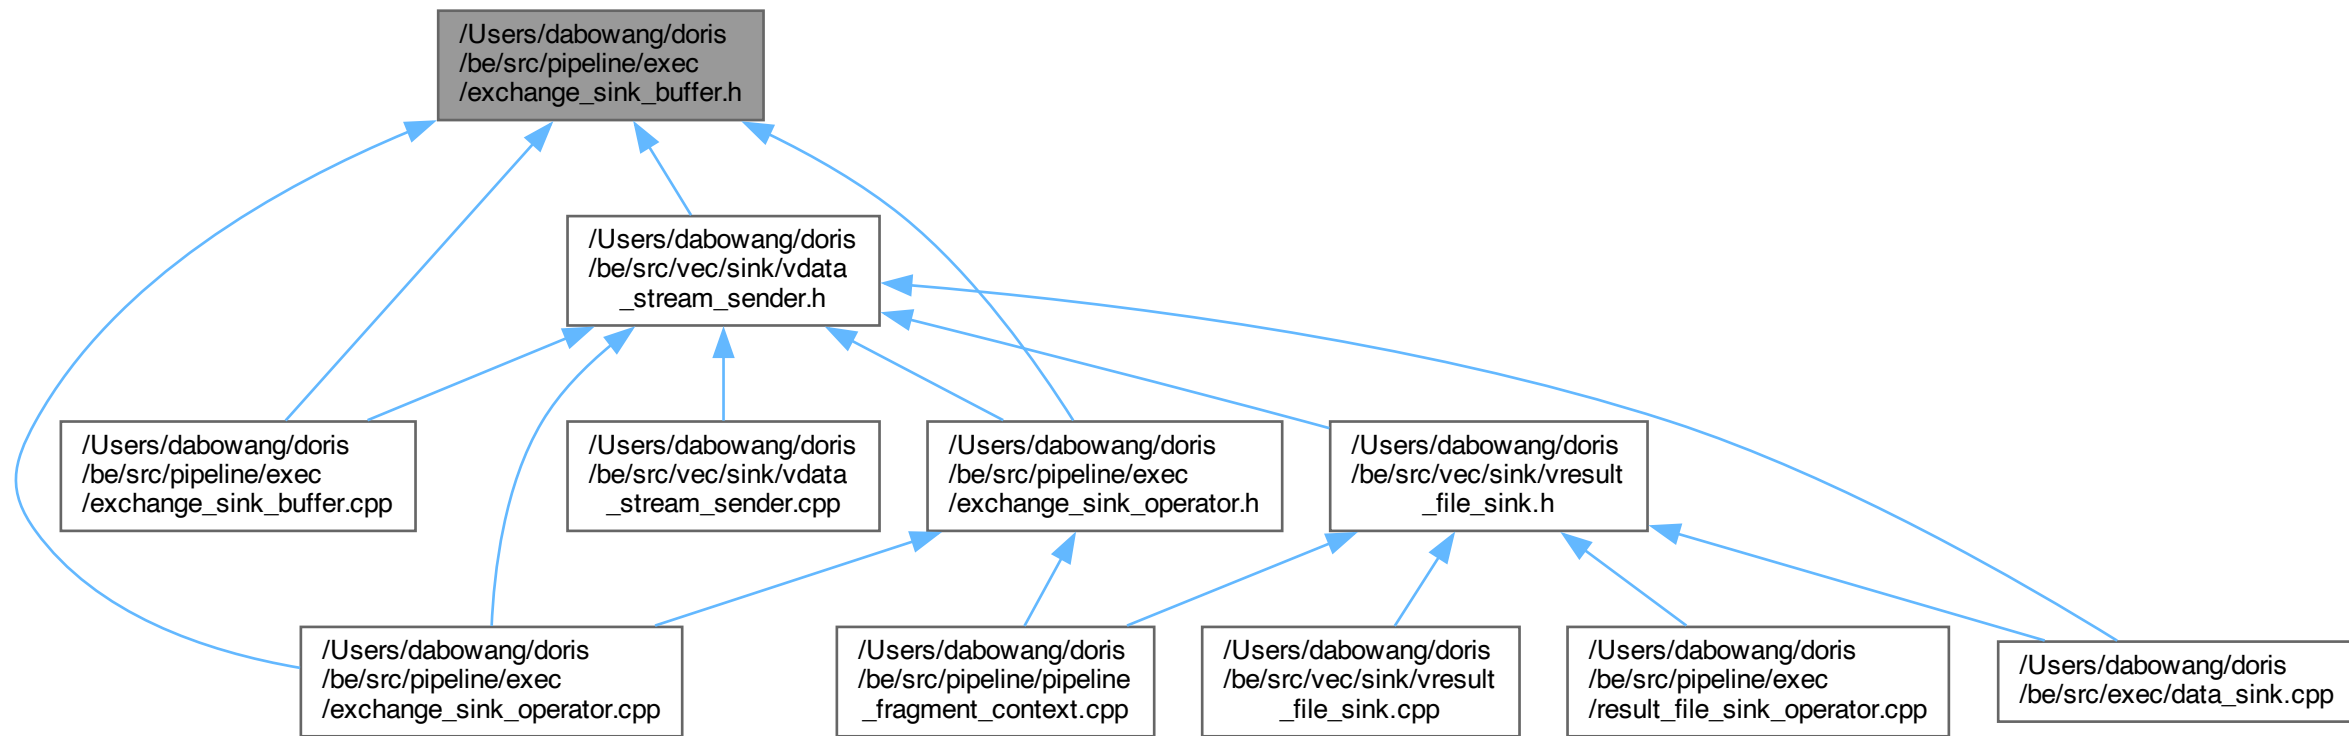 /Users/dabowang/doris
/be/src/pipeline/exec
/exchange_sink_buffer.h
/Users/dabowang/doris
/be/src/vec/sink/vdata
_stream_sender.h
/Users/dabowang/doris
/be/src/pipeline/exec
/exchange_sink_buffer.cpp
/Users/dabowang/doris
/be/src/vec/sink/vdata
_stream_sender.cpp
/Users/dabowang/doris
/be/src/pipeline/exec
/exchange_sink_operator.h
/Users/dabowang/doris
/be/src/vec/sink/vresult
_file_sink.h
/Users/dabowang/doris
/be/src/pipeline/exec
/exchange_sink_operator.cpp
/Users/dabowang/doris
/be/src/pipeline/pipeline
_fragment_context.cpp
/Users/dabowang/doris
/be/src/vec/sink/vresult
_file_sink.cpp
/Users/dabowang/doris
/be/src/pipeline/exec
/result_file_sink_operator.cpp
/Users/dabowang/doris
/be/src/exec/data_sink.cpp